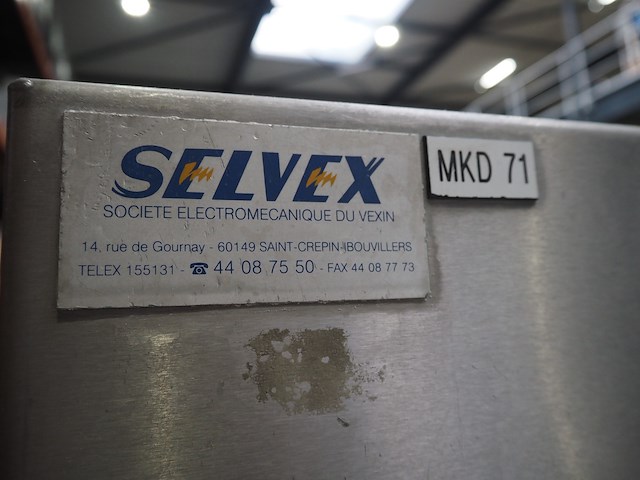 SELVEX
SOCIETE ELECTROMECANIQUE DU VEXIN
14, rue de Gournay - 60149 SAINT-CREPIN-IBOUVILLERS
TELEX 155131 - ☎ 44 08 75 50 - FAX 44 08 77 73
MKD 71